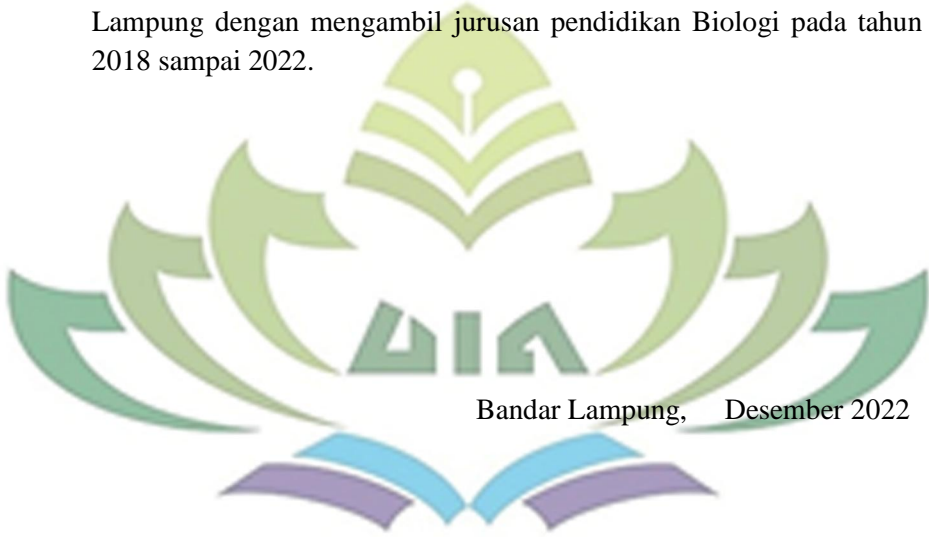 Lampung dengan mengambil jurusan pendidikan Biologi pada tahun
2018 sampai 2022.
UIN
Bandar Lampung, Desember 2022